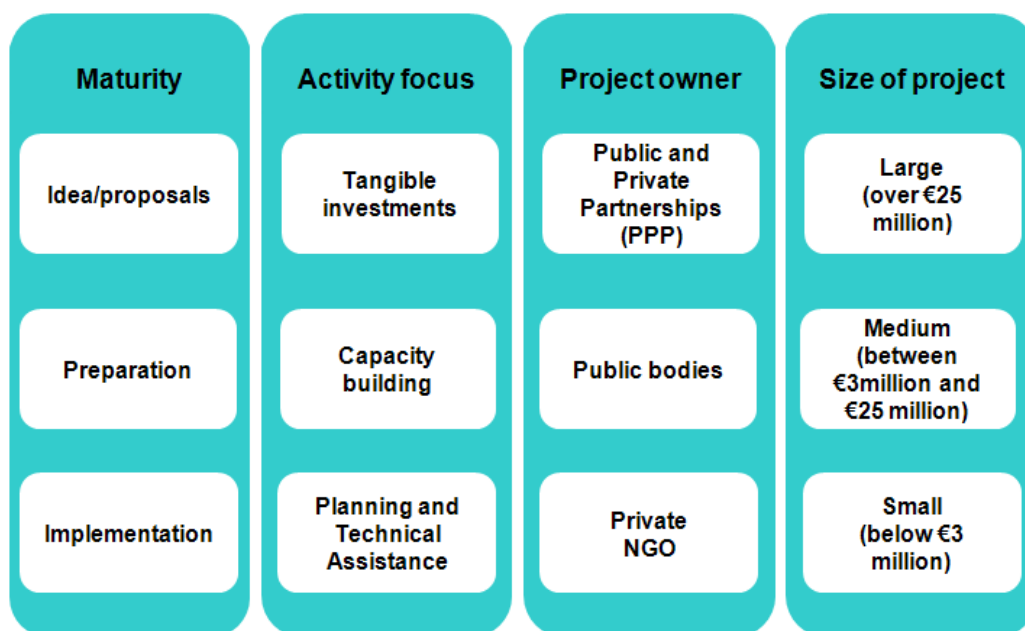 Maturity
Idea/proposals
Preparation
Implementation
Activity focus
Tangible
investments
Capacity
building
Planning and
Technical
Assistance
Project owner
Public and
Private
Partnerships
(PPP)
Public bodies
Private
NGO
Size of project
Large
(over €25
million)
Medium
(between
€3million and
€25 million)
Small
(below €3
million)